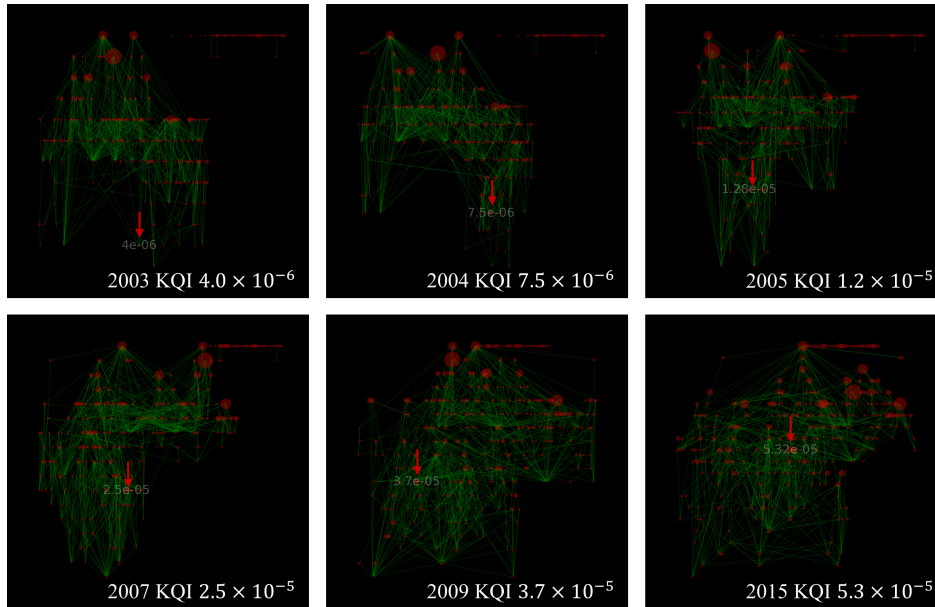 4e-06
2003 KQI 4.0 × 10⁻⁶
7.5e-06
2004 KQI 7.5 × 10⁻⁶
1.28e-05
2005 KQI 1.2 × 10⁻⁵
2.5e-05
2007 KQI 2.5 × 10⁻⁵
3.7e-05
2009 KQI 3.7 × 10⁻⁵
5.32e-05
2015 KQI 5.3 × 10⁻⁵